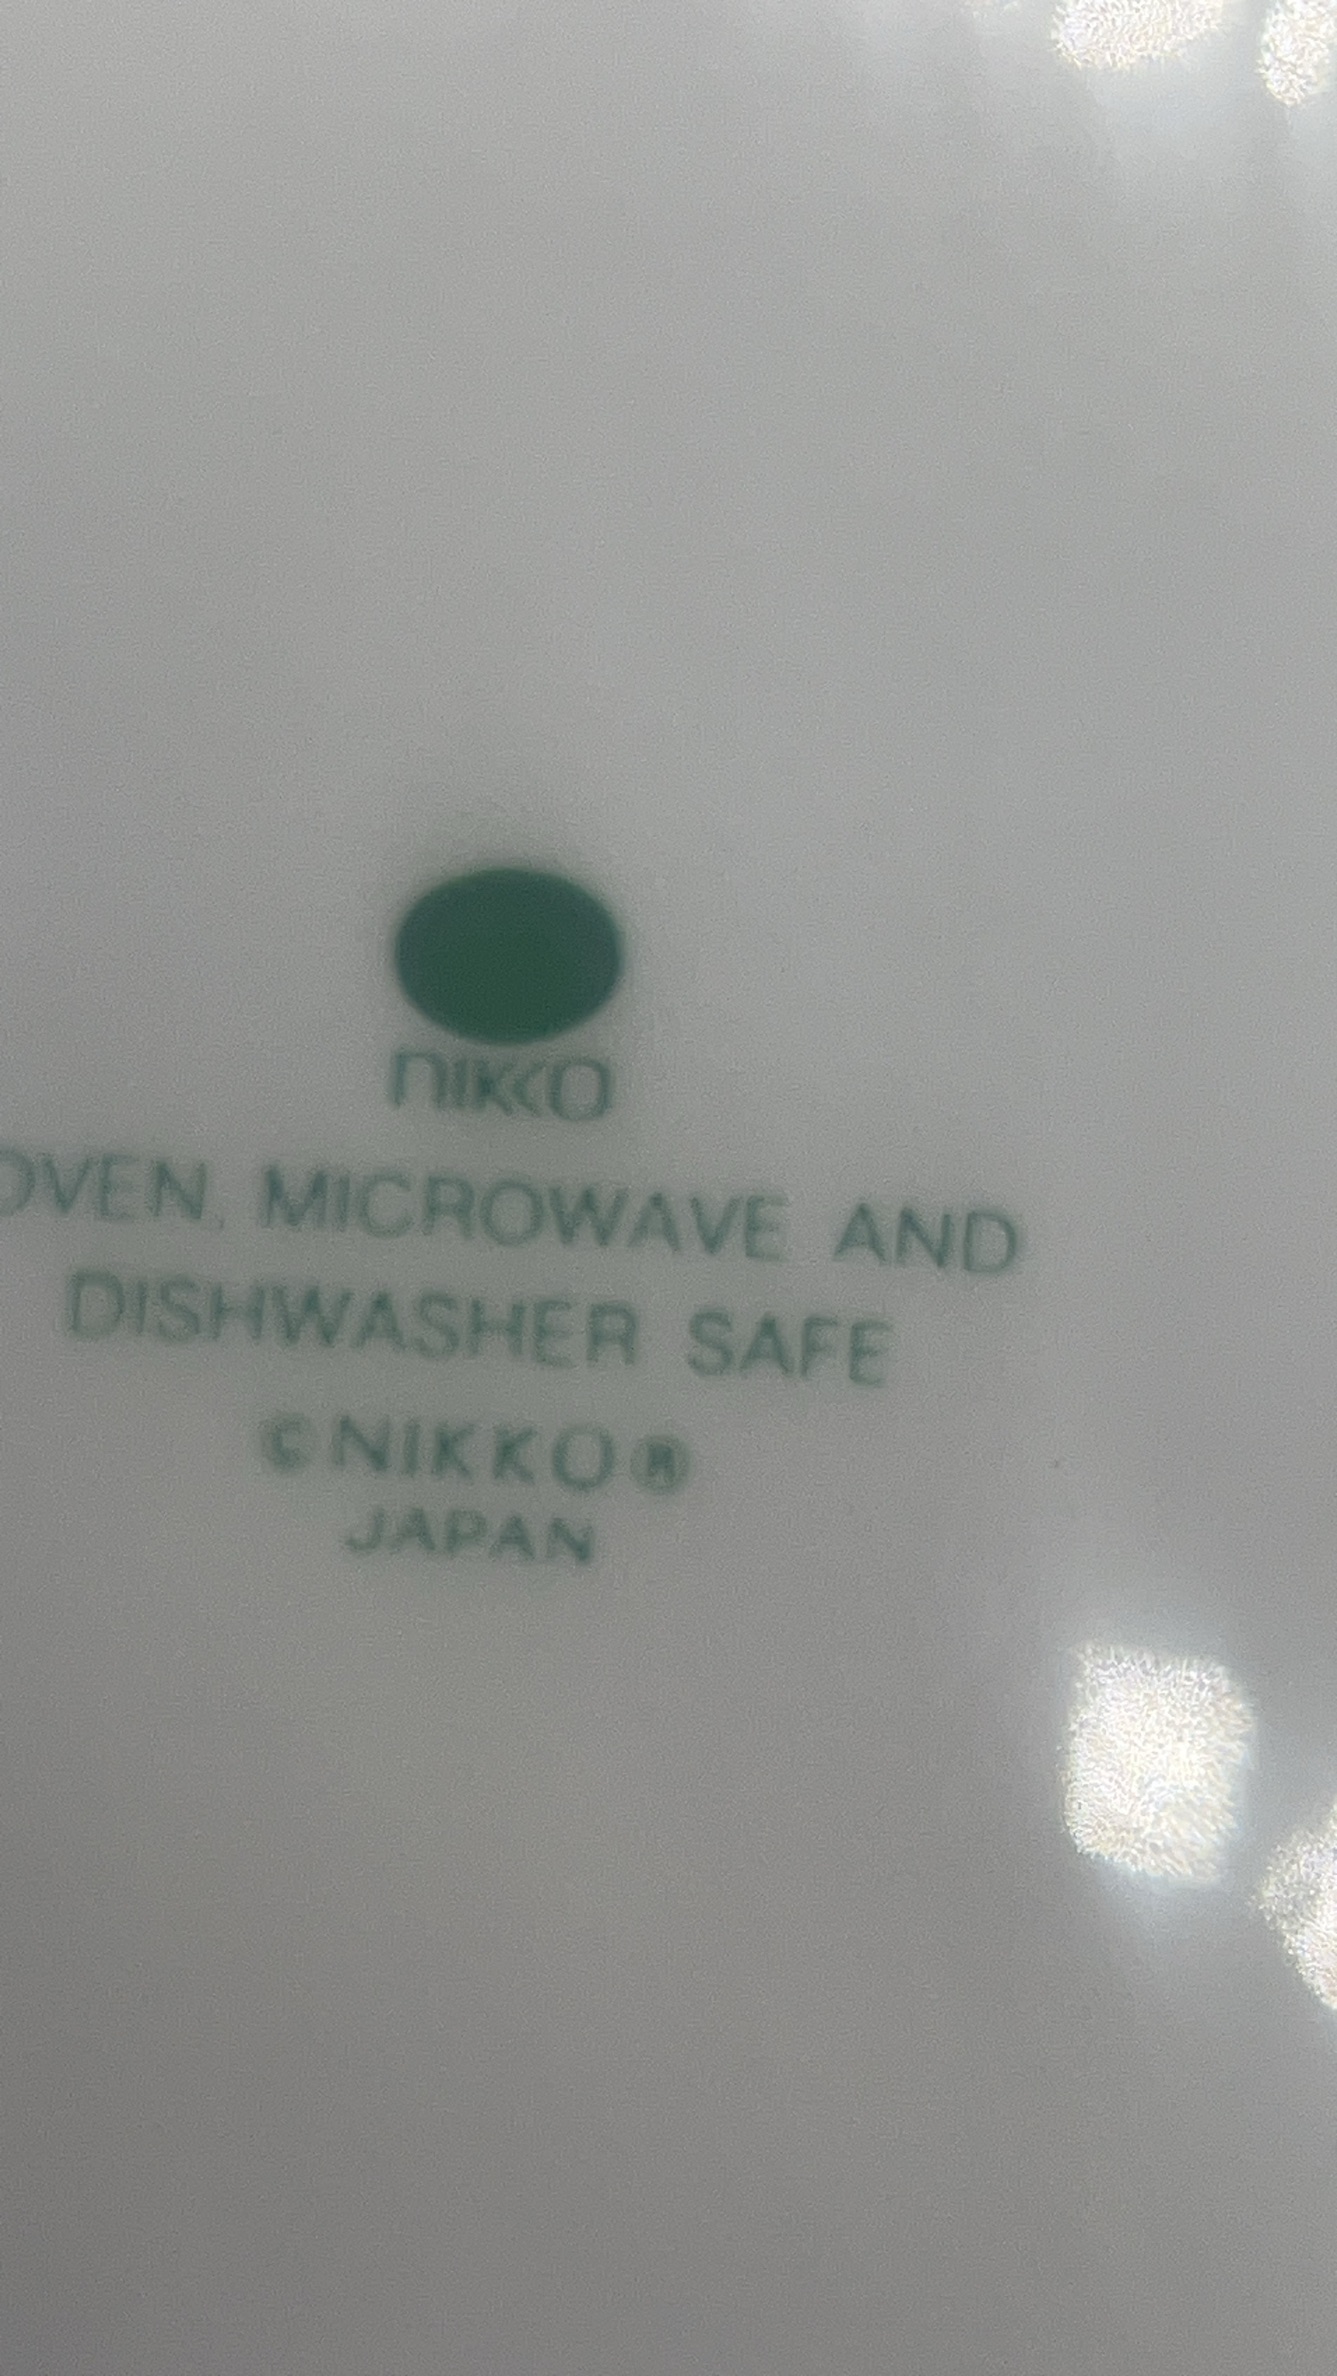 nikko
OVEN, MICROWAVE AND
DISHWASHER SAFE
©NIKKO®
JAPAN